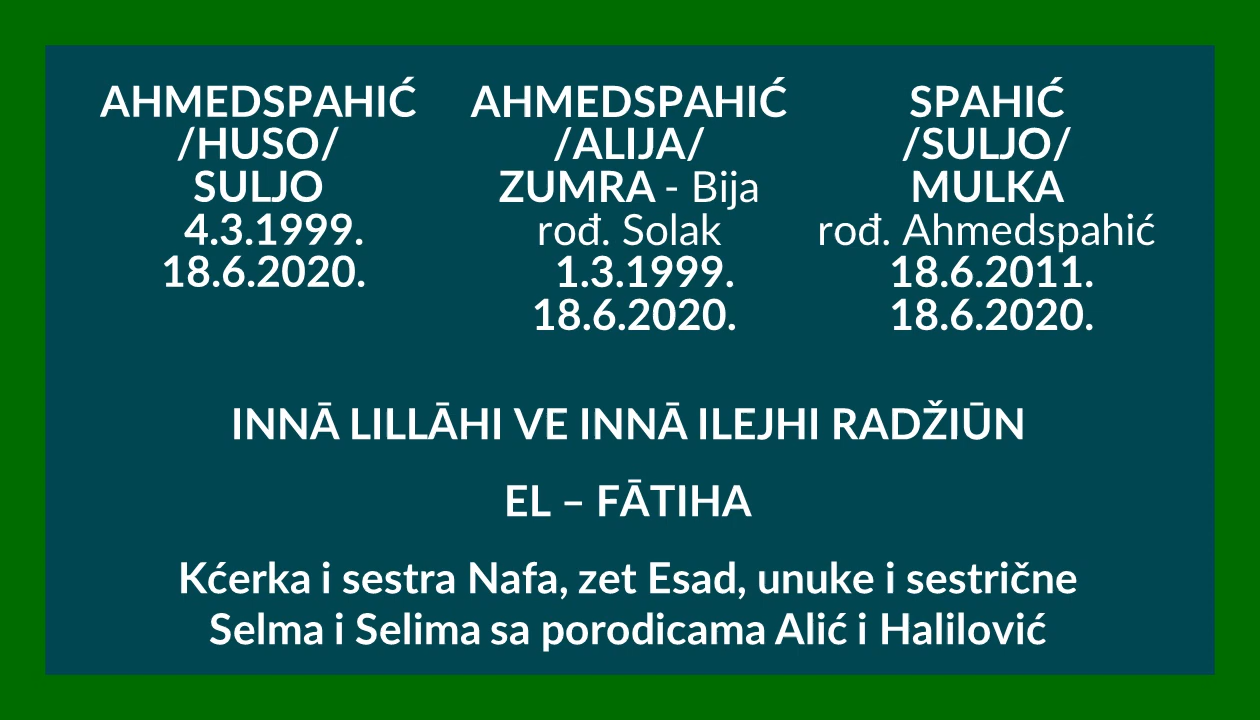 AHMEDSPAHIĆ
/HUSO/
SULJO
4.3.1999.
18.6.2020.
AHMEDSPAHIĆ
/ALIJA/
ZUMRA - Bija
rođ. Solak
1.3.1999.
18.6.2020.
SPAHIĆ
/SULJO/
MULKA
rođ. Ahmedspahić
18.6.2011.
18.6.2020.
INNĀ LILLĀHI VE INNĀ ILEJHI RADŽIŪN
EL – FĀTIHA
Kćerka i sestra Nafa, zet Esad, unuke i sestrične
Selma i Selima sa porodicama Alić i Halilović